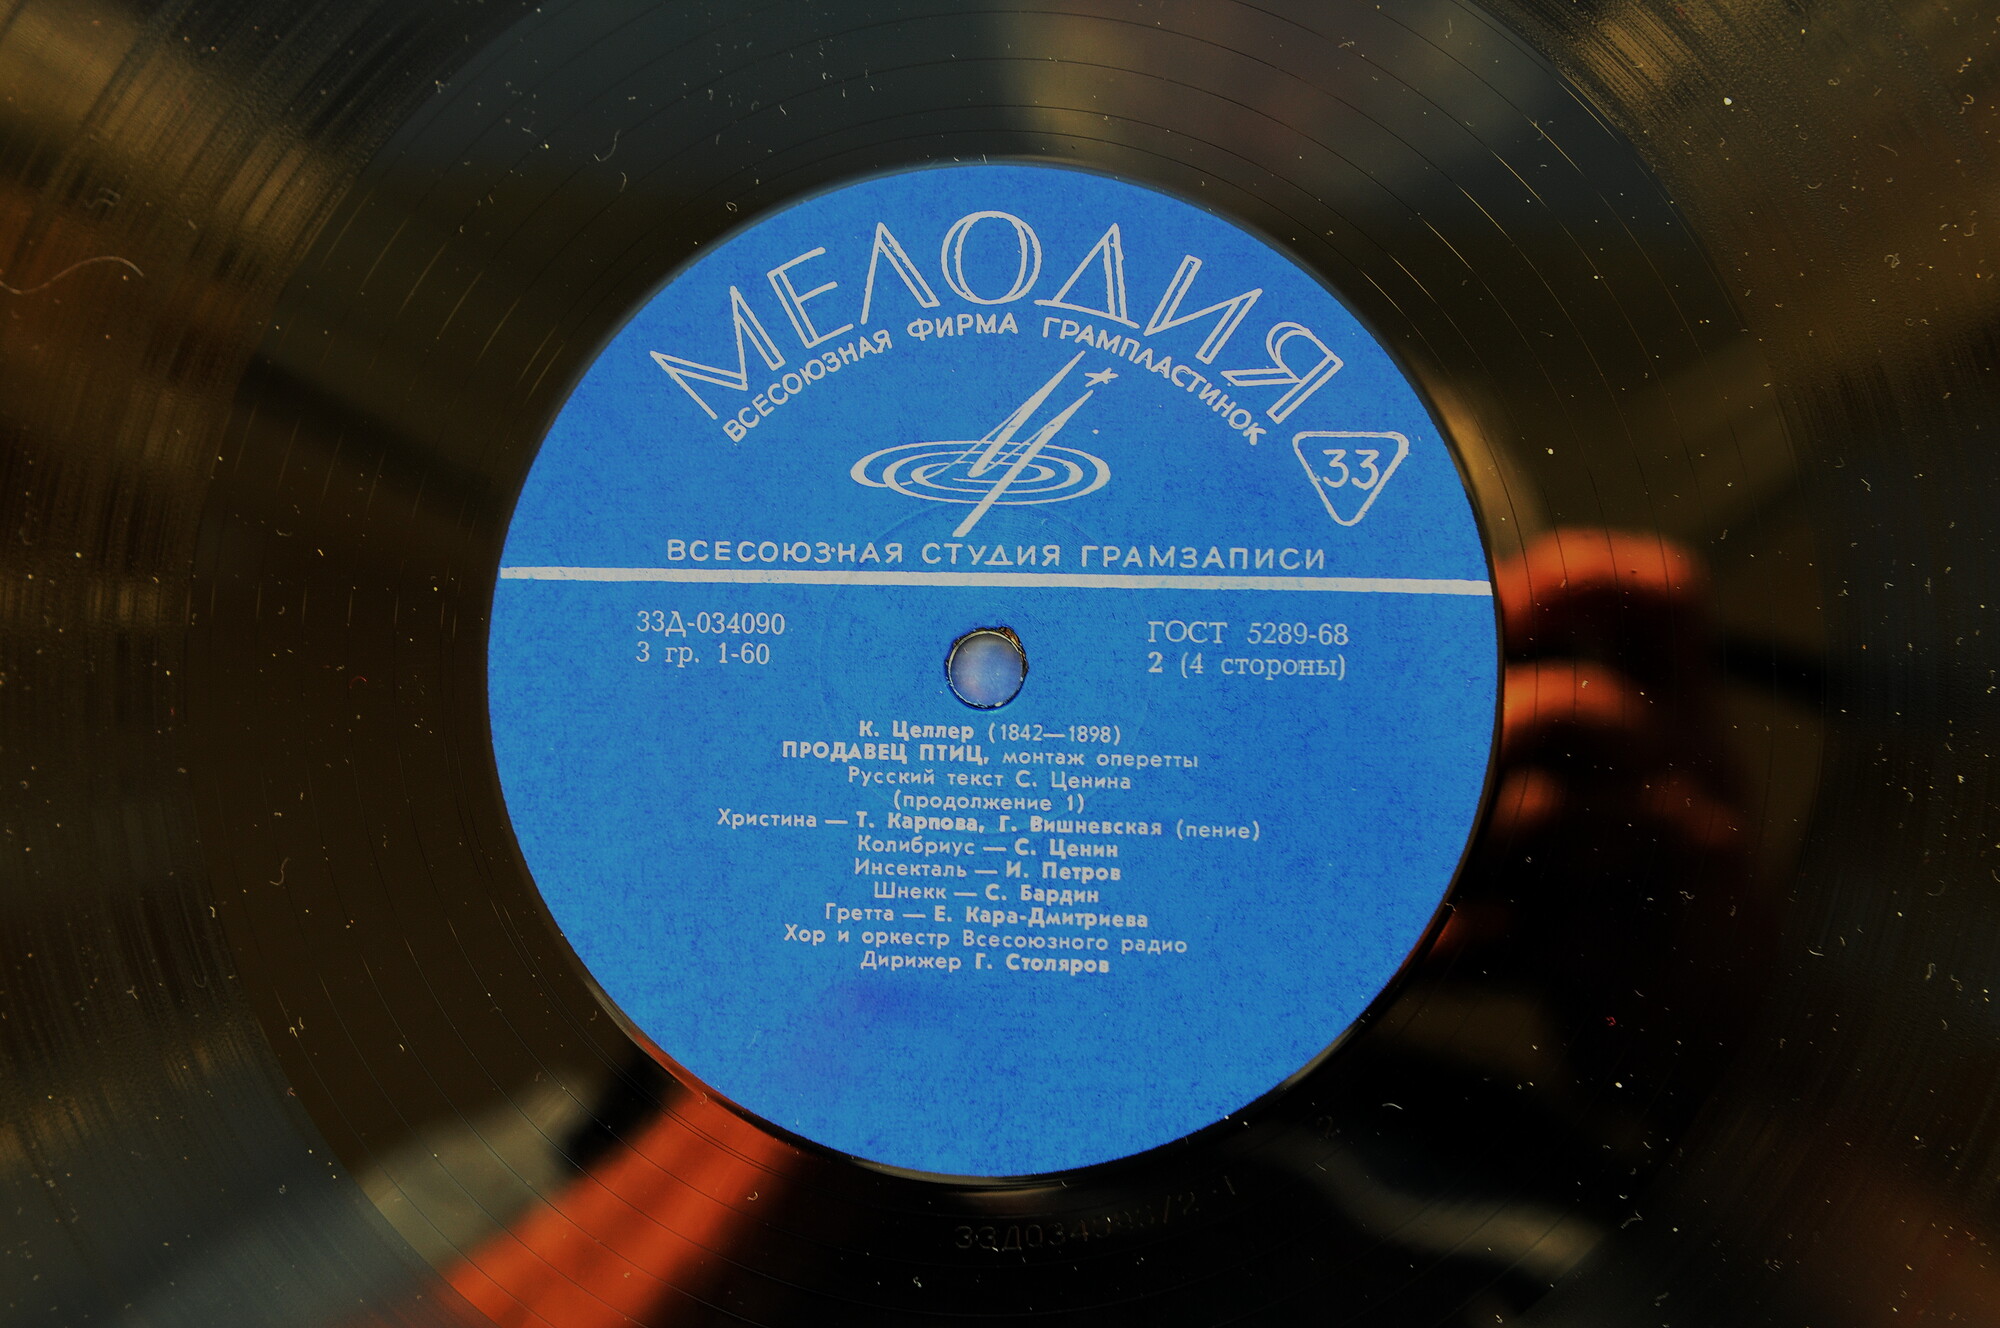 МЕЛОДИЯ
ВСЕСОЮЗНАЯ ФИРМА ГРАМПЛАСТИНОК
33
ВСЕСОЮЗНАЯ СТУДИЯ ГРАМЗАПИСИ
33Д-034090
3 гр. 1-60
ГОСТ 5289-68
2 (4 стороны)
К. Целлер (1842—1898)
ПРОДАВЕЦ ПТИЦ, монтаж оперетты
Русский текст С. Ценина
(продолжение 1)
Христина — Т. Карпова, Г. Вишневская (пение)
Колибриус — С. Ценин
Инсекталь — И. Петров
Шнекк — С. Бардин
Гретта — Е. Кара-Дмитриева
Хор и оркестр Всесоюзного радио
Дирижер Г. Столяров